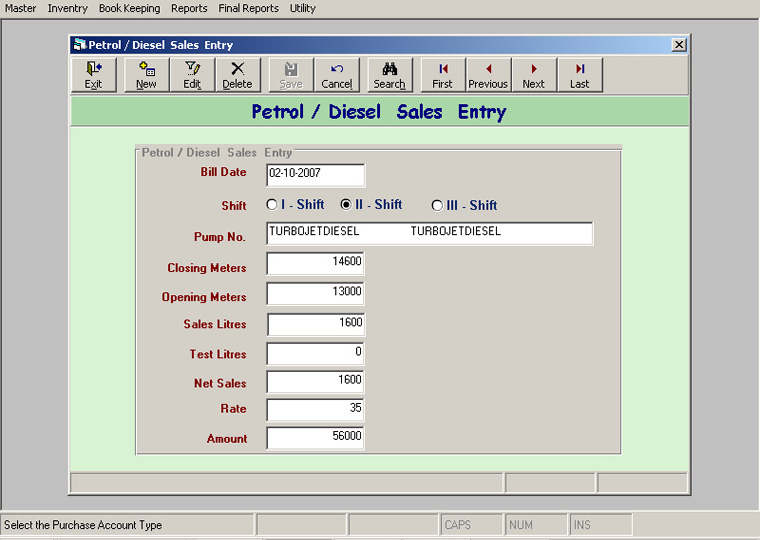 Master Inventry Book Keeping Reports Final Reports Utility
Petrol / Diesel Sales Entry
Exit New Edit Delete Save Cancel Search First Previous Next Last
Petrol / Diesel Sales Entry
Petrol / Diesel Sales Entry
Bill Date 02-10-2007
Shift I - Shift II - Shift III - Shift
Pump No. TURBOJETDIESEL TURBOJETDIESEL
Closing Meters 14600
Opening Meters 13000
Sales Litres 1600
Test Litres 0
Net Sales 1600
Rate 35
Amount 56000
Select the Purchase Account Type CAPS NUM INS